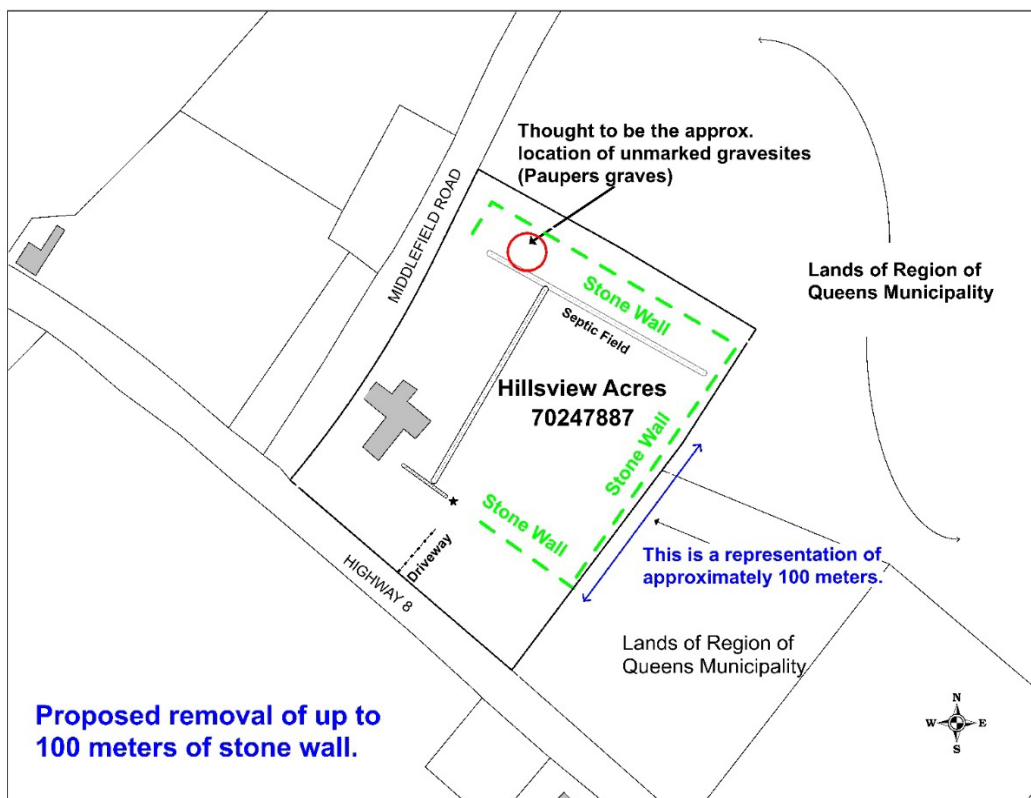 Thought to be the approx.
location of unmarked gravesites
(Paupers graves)
MIDDLEFIELD ROAD
Lands of Region of
Queens Municipality
Stone Wall
Septic Field
Hillsview Acres
70247887
Stone Wall
Stone Wall
Driveway
HIGHWAY 8
This is a representation of
approximately 100 meters.
Lands of Region of
Queens Municipality
Proposed removal of up to
100 meters of stone wall.
N
W
E
S